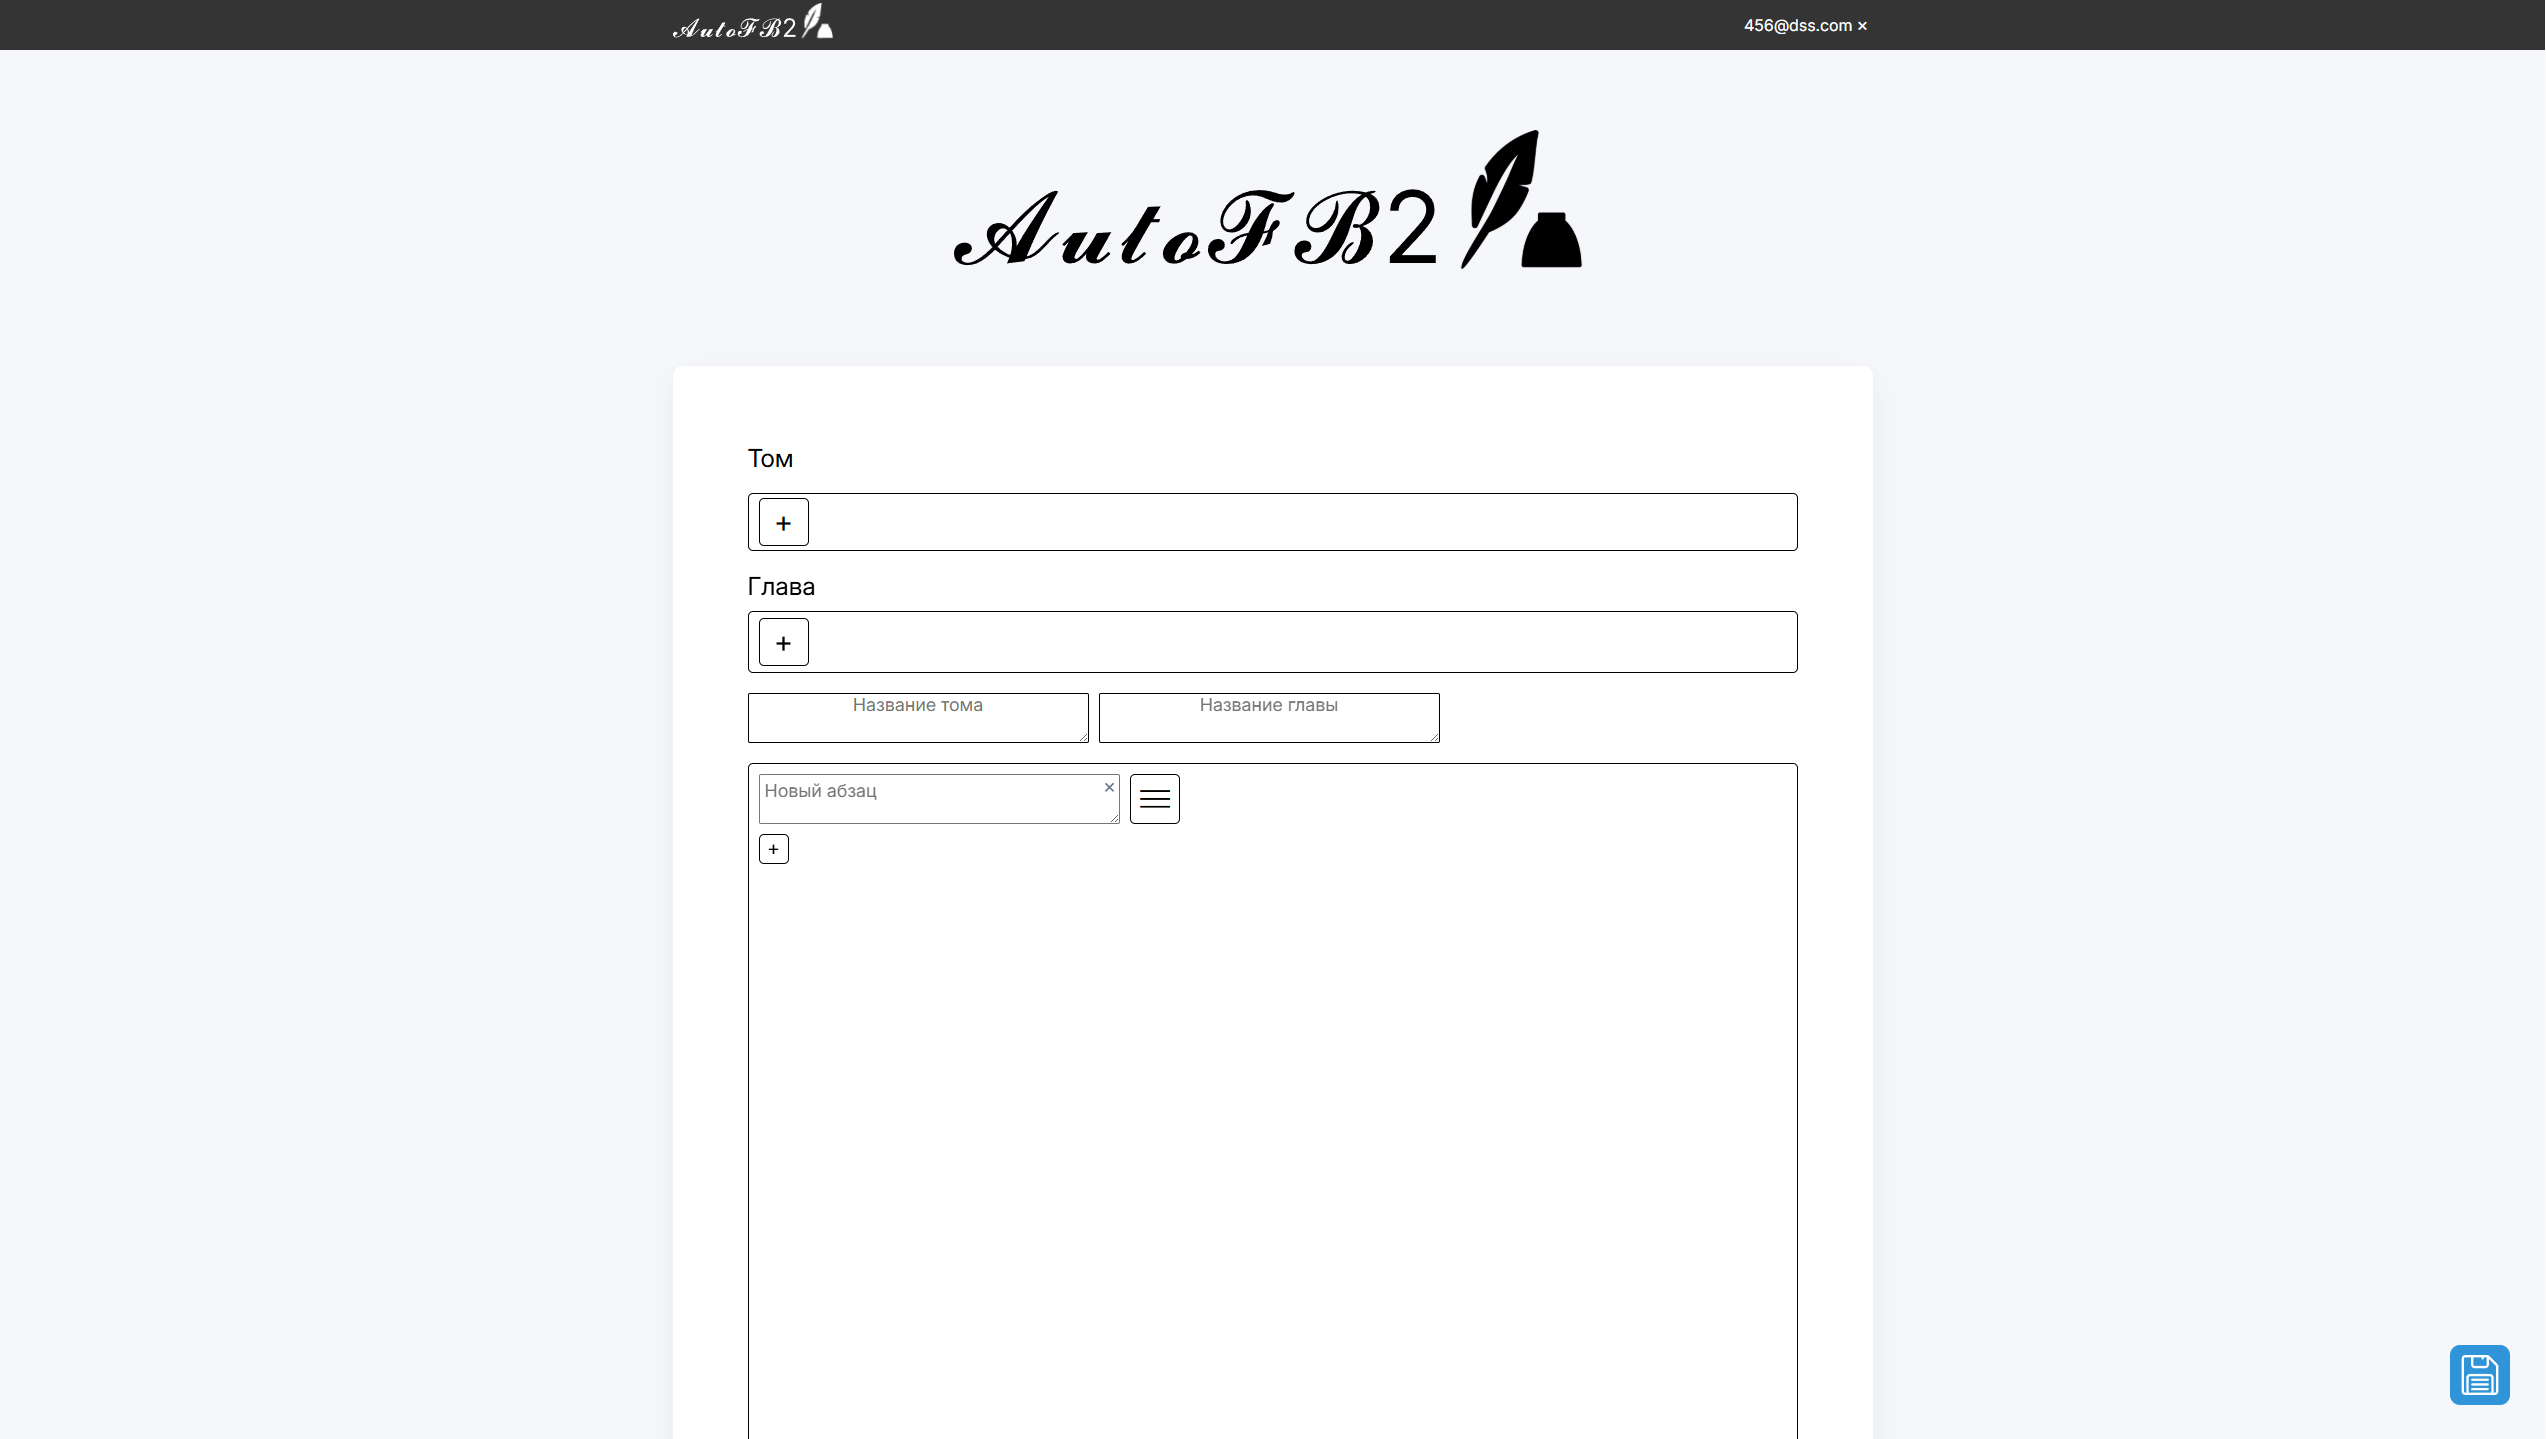 AutoFB2
456@dss.com ×
AutoFB2
Том
+
Глава
+
Название тома
Название главы
Новый абзац ×
+